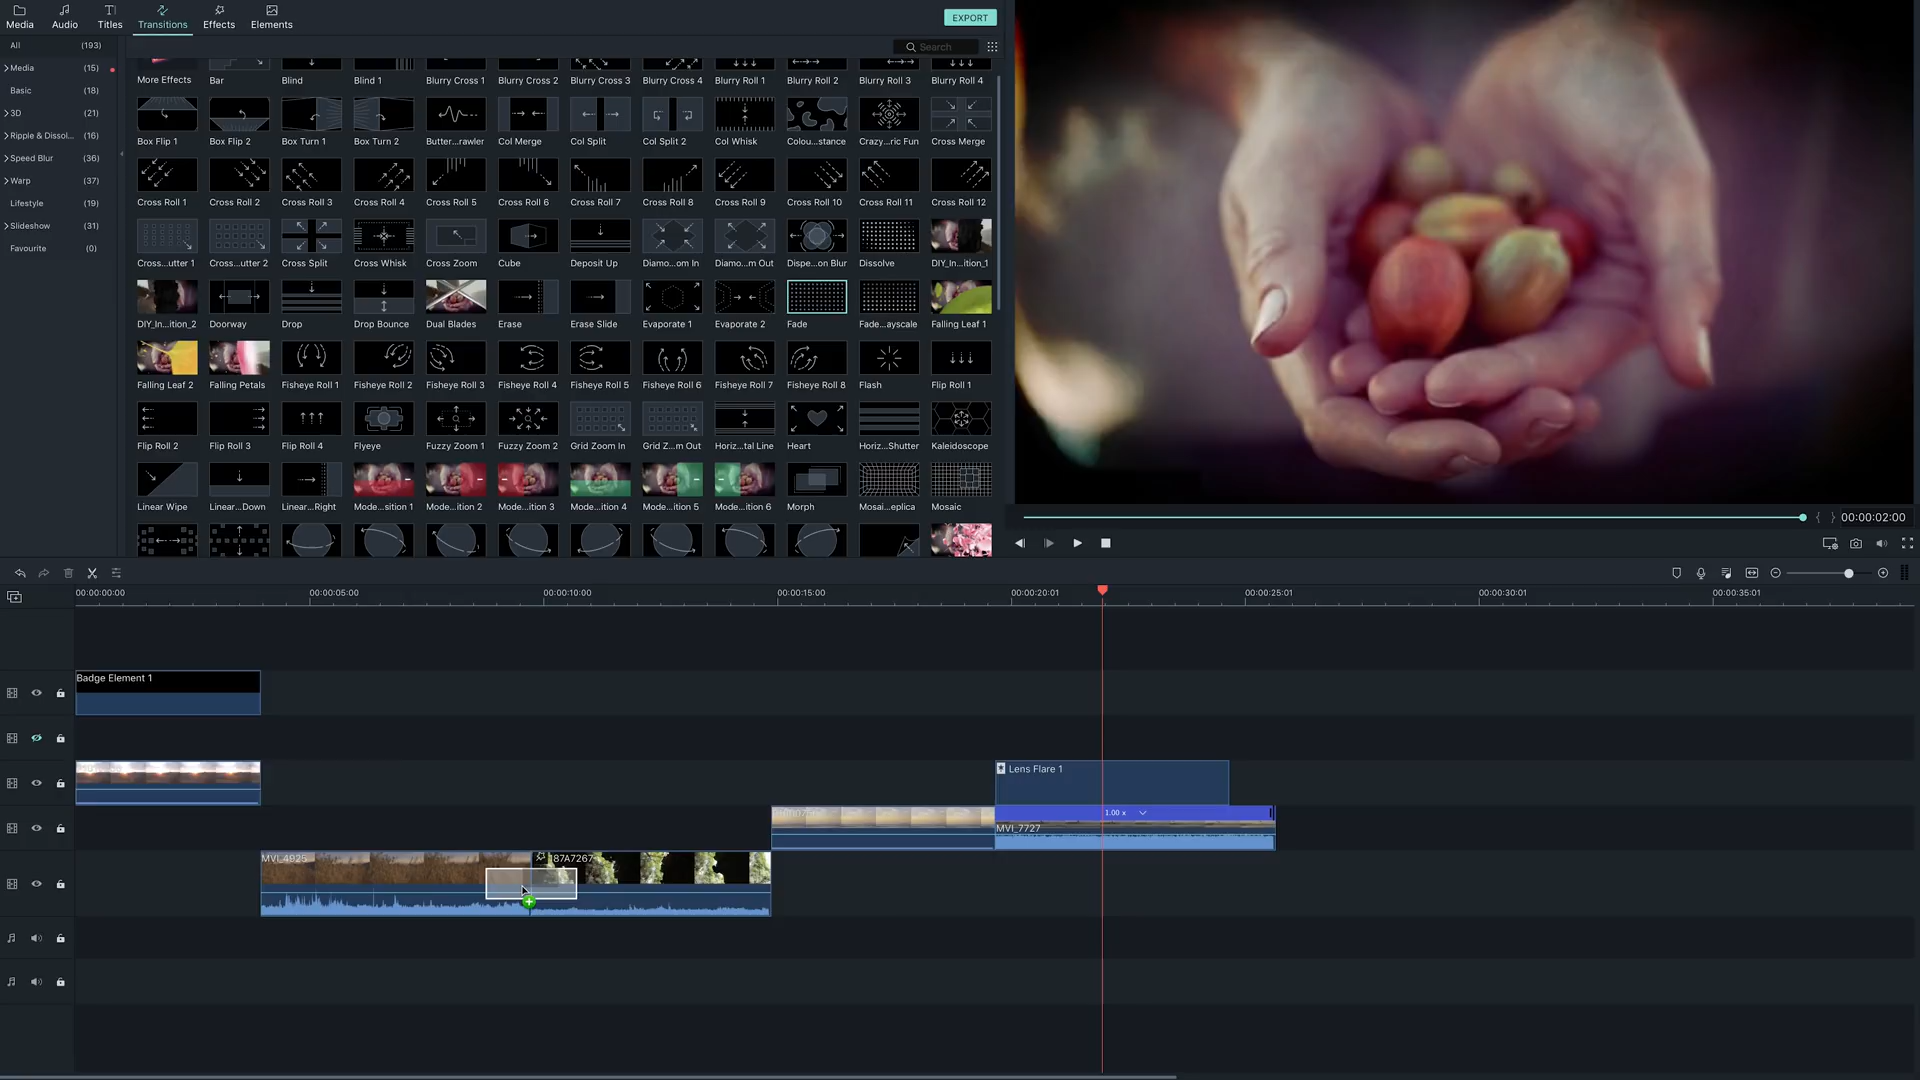 Media Audio Titles Transitions Effects Elements EXPORT
All (193)
Search
Media (15)
Basic (18)
3D (21)
Ripple & Dissol... (16)
Speed Blur (36)
Warp (37)
Lifestyle (19)
Slideshow (31)
Favourite (0)
More Effects Bar Blind Blind 1 Blurry Cross 1 Blurry Cross 2 Blurry Cross 3 Blurry Cross 4 Blurry Roll 1 Blurry Roll 2 Blurry Roll 3 Blurry Roll 4
Box Flip 1 Box Flip 2 Box Turn 1 Box Turn 2 Butter...rawler Col Merge Col Split Col Split 2 Col Whisk Colou...stance Crazy...ric Fun Cross Merge
Cross Roll 1 Cross Roll 2 Cross Roll 3 Cross Roll 4 Cross Roll 5 Cross Roll 6 Cross Roll 7 Cross Roll 8 Cross Roll 9 Cross Roll 10 Cross Roll 11 Cross Roll 12
Cross...utter 1 Cross...utter 2 Cross Split Cross Whisk Cross Zoom Cube Deposit Up Diamo...om In Diamo...m Out Dispe...on Blur Dissolve DIY_In...ition_1
DIY_In...ition_2 Doorway Drop Drop Bounce Dual Blades Erase Erase Slide Evaporate 1 Evaporate 2 Fade Fade...ayscale Falling Leaf 1
Falling Leaf 2 Falling Petals Fisheye Roll 1 Fisheye Roll 2 Fisheye Roll 3 Fisheye Roll 4 Fisheye Roll 5 Fisheye Roll 6 Fisheye Roll 7 Fisheye Roll 8 Flash Flip Roll 1
Flip Roll 2 Flip Roll 3 Flip Roll 4 Flyeye Fuzzy Zoom 1 Fuzzy Zoom 2 Grid Zoom In Grid Z...m Out Horiz...tal Line Heart Horiz...Shutter Kaleidoscope
Linear Wipe Linear...Down Linear...Right Mode...sition 1 Mode...ition 2 Mode...ition 3 Mode...ition 4 Mode...ition 5 Mode...ition 6 Morph Mosai...eplica Mosaic
00:00:02:00
00:00:00:00 00:00:05:00 00:00:10:00 00:00:15:00 00:00:20:01 00:00:25:01 00:00:30:01 00:00:35:01
Badge Element 1
Lens Flare 1
1.00 x
MVI_7727
MVI_4925 187A7267